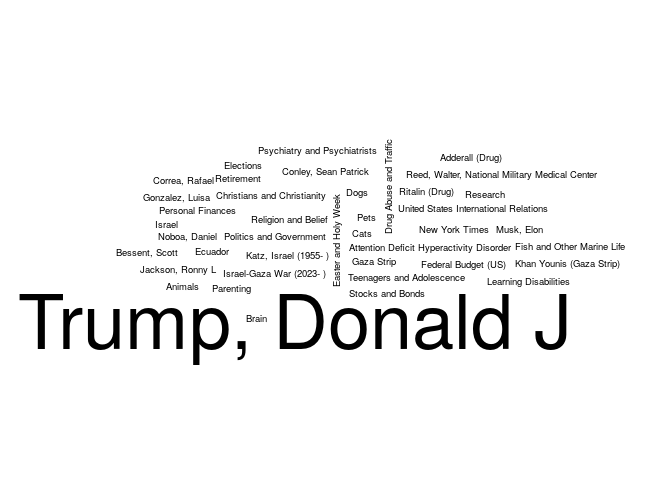 Psychiatry and Psychiatrists
Drug Abuse and Traffic
Adderall (Drug)
Elections
Conley, Sean Patrick
Reed, Walter, National Military Medical Center
Correa, Rafael
Retirement
Gonzalez, Luisa
Christians and Christianity
Dogs
Ritalin (Drug)
Research
Personal Finances
Easter and Holy Week
United States International Relations
Israel
Religion and Belief
Pets
Noboa, Daniel
Politics and Government
Cats
New York Times
Musk, Elon
Bessent, Scott
Ecuador
Katz, Israel (1955- )
Attention Deficit Hyperactivity Disorder
Fish and Other Marine Life
Jackson, Ronny L
Israel-Gaza War (2023- )
Gaza Strip
Federal Budget (US)
Khan Younis (Gaza Strip)
Animals
Parenting
Teenagers and Adolescence
Learning Disabilities
Stocks and Bonds
Brain
Trump, Donald J